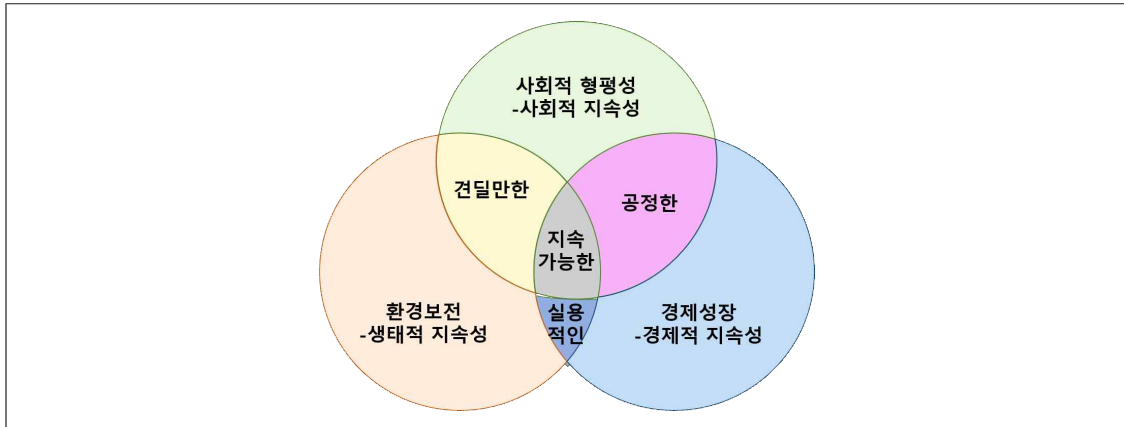 사회적 형평성
-사회적 지속성
견딜만한
공정한
지속
가능한
환경보전
-생태적 지속성
실용
적인
경제성장
-경제적 지속성